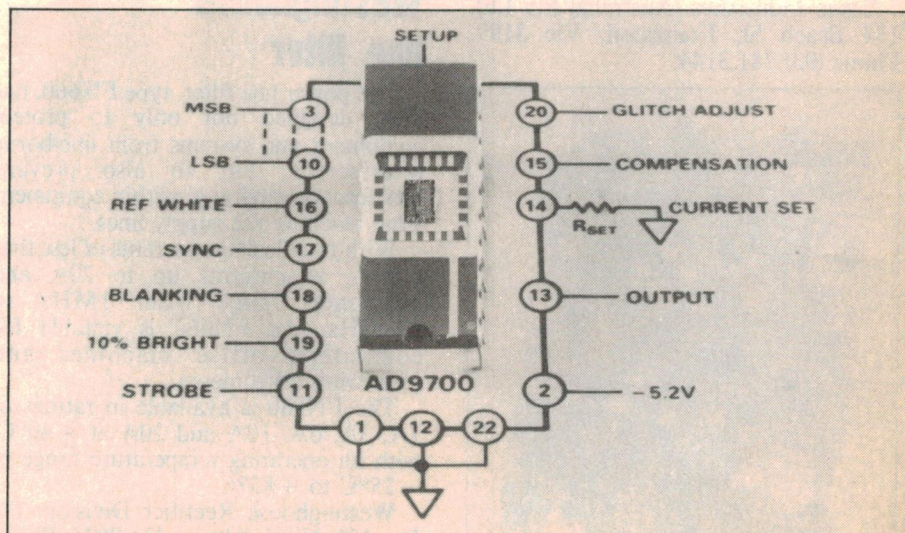 SETUP
MSB 3
LSB 10
REF WHITE 16
SYNC 17
BLANKING 18
10% BRIGHT 19
STROBE 11
20 GLITCH ADJUST
15 COMPENSATION
14 CURRENT SET
RSET
13 OUTPUT
AD9700
2 −5.2V
1 12 22